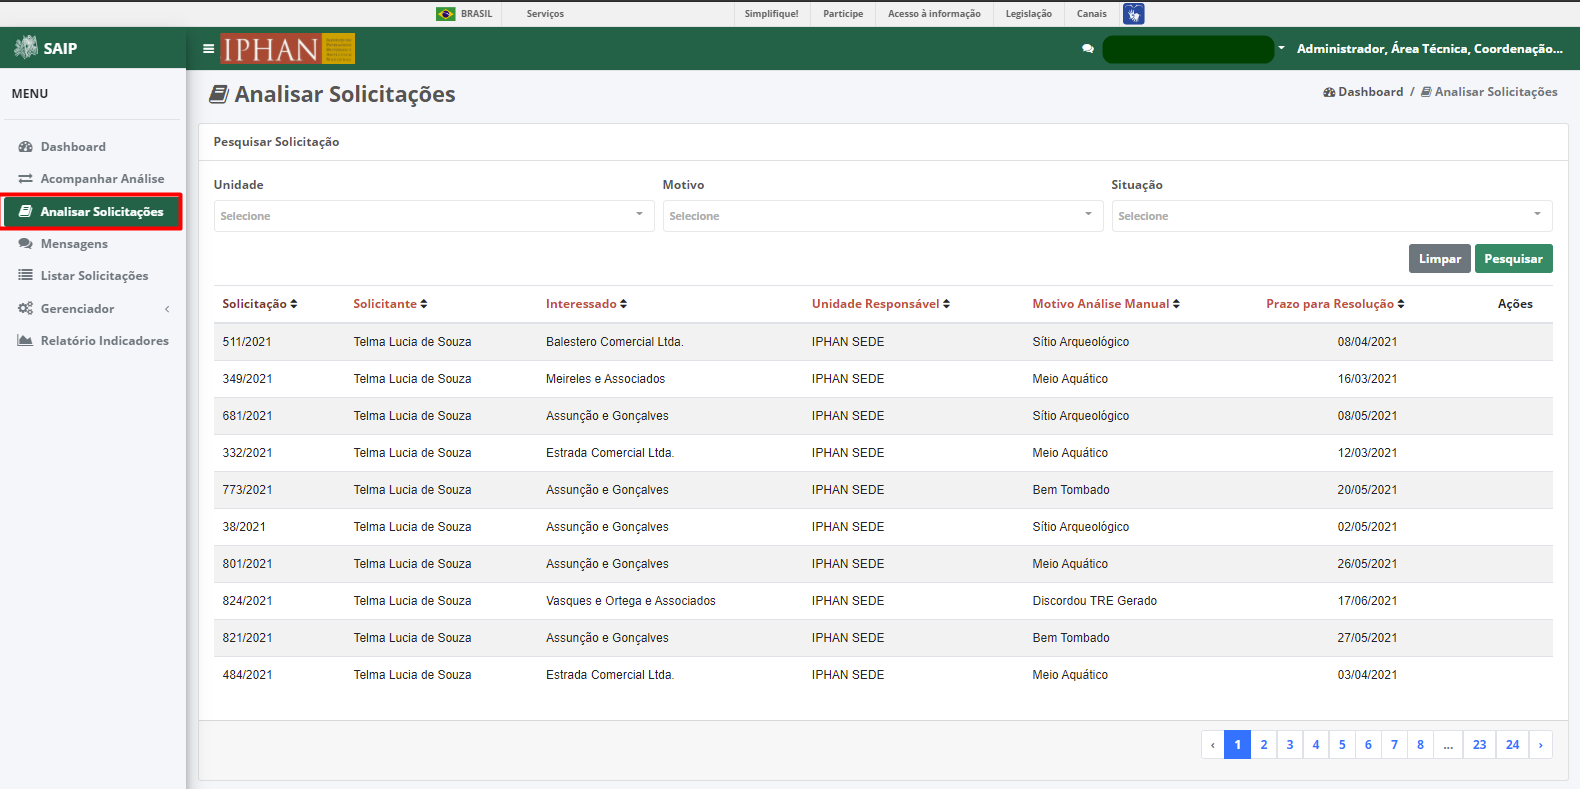 BRASIL Serviços Simplifique! Participe Acesso à informação Legislação Canais
SAIP IPHAN Administrador, Área Técnica, Coordenação...
MENU
Dashboard
Acompanhar Análise
Analisar Solicitações
Mensagens
Listar Solicitações
Gerenciador
Relatório Indicadores
Analisar Solicitações Dashboard / Analisar Solicitações
Pesquisar Solicitação
Unidade Motivo Situação
Selecione Selecione Selecione
Limpar Pesquisar
Solicitação Solicitante Interessado Unidade Responsável Motivo Análise Manual Prazo para Resolução Ações
511/2021 Telma Lucia de Souza Balestero Comercial Ltda. IPHAN SEDE Sítio Arqueológico 08/04/2021
349/2021 Telma Lucia de Souza Meireles e Associados IPHAN SEDE Meio Aquático 16/03/2021
681/2021 Telma Lucia de Souza Assunção e Gonçalves IPHAN SEDE Sítio Arqueológico 08/05/2021
332/2021 Telma Lucia de Souza Estrada Comercial Ltda. IPHAN SEDE Meio Aquático 12/03/2021
773/2021 Telma Lucia de Souza Assunção e Gonçalves IPHAN SEDE Bem Tombado 20/05/2021
38/2021 Telma Lucia de Souza Assunção e Gonçalves IPHAN SEDE Sítio Arqueológico 02/05/2021
801/2021 Telma Lucia de Souza Assunção e Gonçalves IPHAN SEDE Meio Aquático 26/05/2021
824/2021 Telma Lucia de Souza Vasques e Ortega e Associados IPHAN SEDE Discordou TRE Gerado 17/06/2021
821/2021 Telma Lucia de Souza Assunção e Gonçalves IPHAN SEDE Bem Tombado 27/05/2021
484/2021 Telma Lucia de Souza Estrada Comercial Ltda. IPHAN SEDE Meio Aquático 03/04/2021
‹ 1 2 3 4 5 6 7 8 ... 23 24 ›